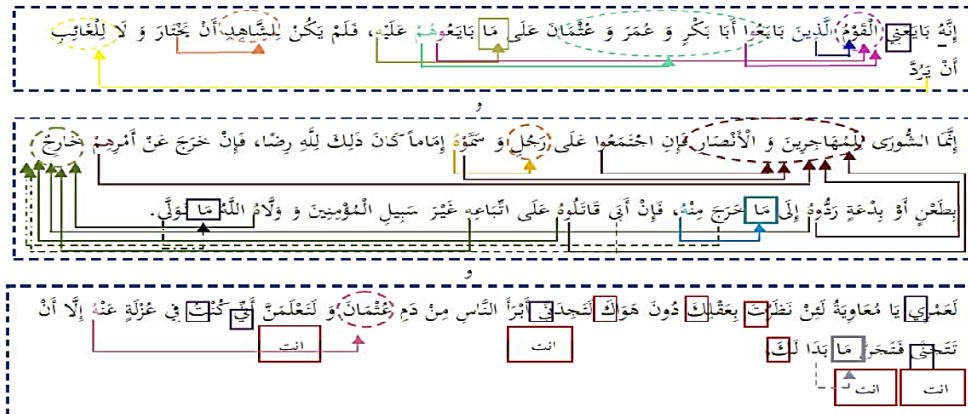 إِنَّهُ بَايَعَنِي الْقَوْمُ الَّذِينَ بَايَعُوا أَبَا بَكْرٍ وَ عُمَرَ وَ عُثْمَانَ عَلَى مَا بَايَعُوهُمْ عَلَيْهِ، فَلَمْ يَكُنْ لِلشَّاهِدِ أَنْ يَخْتَارَ وَ لَا لِلْغَائِبِ
أَنْ يَرُدَّ
و
إِنَّمَا الشُّورَى لِلْمُهَاجِرِينَ وَ الْأَنْصَارِ فَإِنِ اجْتَمَعُوا عَلَى رَجُلٍ وَ سَمَّوْهُ إِمَاماً كَانَ ذَلِكَ لِلَّهِ رِضًا، فَإِنْ خَرَجَ عَنْ أَمْرِهِمْ خَارِجٌ
بِطَعْنٍ أَوْ بِدْعَةٍ رَدُّوهُ إِلَى مَا خَرَجَ مِنْهُ، فَإِنْ أَبَى قَاتَلُوهُ عَلَى اتِّبَاعِهِ غَيْرَ سَبِيلِ الْمُؤْمِنِينَ وَ وَلَّاهُ اللَّهُ مَا تَوَلَّى.
و
لَعَمْرِي يَا مُعَاوِيَةُ لَئِنْ نَظَرْتَ بِعَقْلِكَ دُونَ هَوَاكَ لَتَجِدَنِّي أَبْرَأَ النَّاسِ مِنْ دَمِ عُثْمَانَ وَ لَتَعْلَمَنَّ أَنِّي كُنْتُ فِي عُزْلَةٍ عَنْهُ إِلَّا أَنْ
انت
انت
تَتَجَنَّى فَتَجَنَّ مَا بَدَا لَكَ
انت
انت